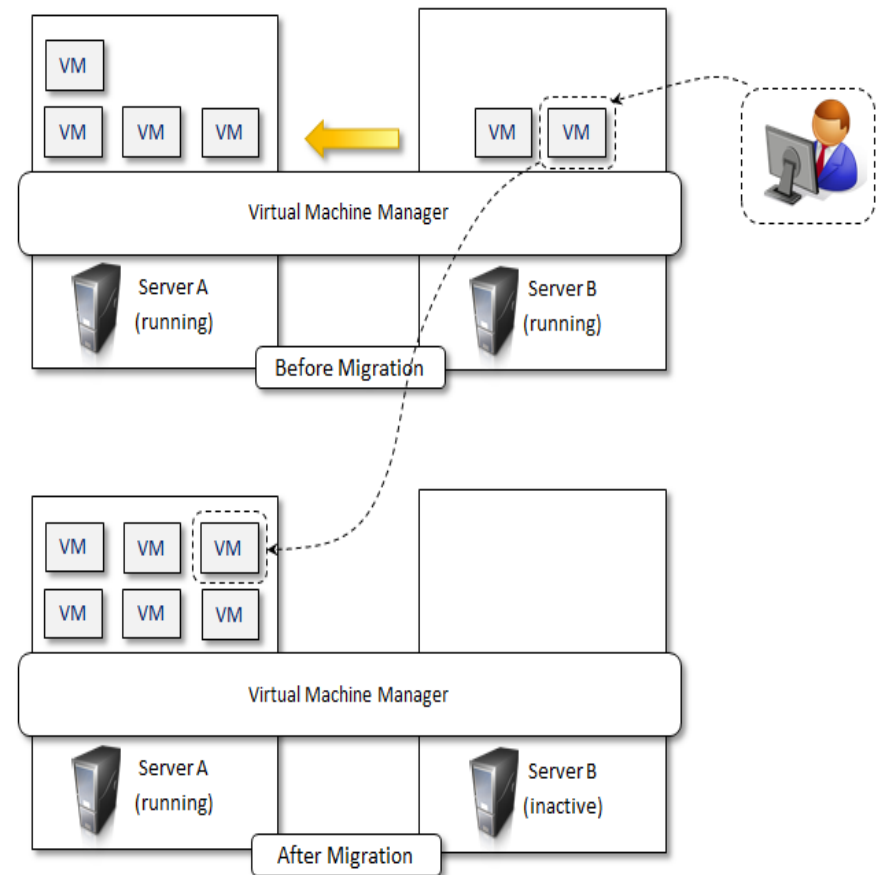 VM
VM VM VM
VM VM
Virtual Machine Manager
Server A
(running)
Server B
(running)
Before Migration
VM VM VM
VM VM VM
Virtual Machine Manager
Server A
(running)
Server B
(inactive)
After Migration